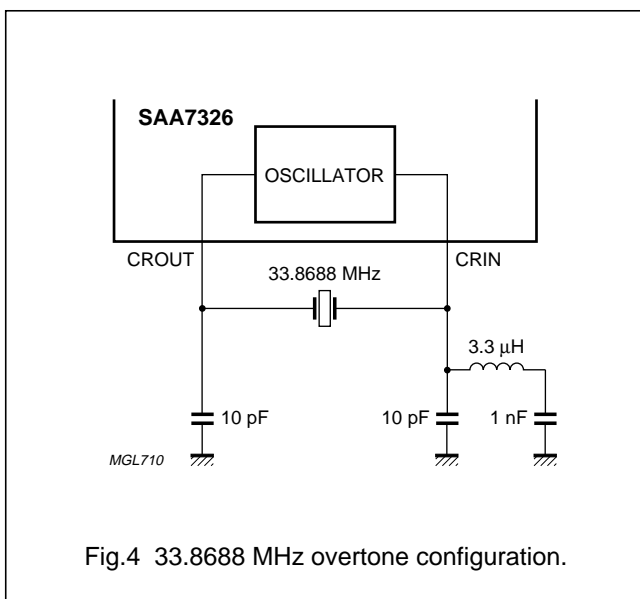 SAA7326
OSCILLATOR
CROUT
CRIN
33.8688 MHz
3.3 μH
10 pF
10 pF
1 nF
MGL710
Fig.4 33.8688 MHz overtone configuration.